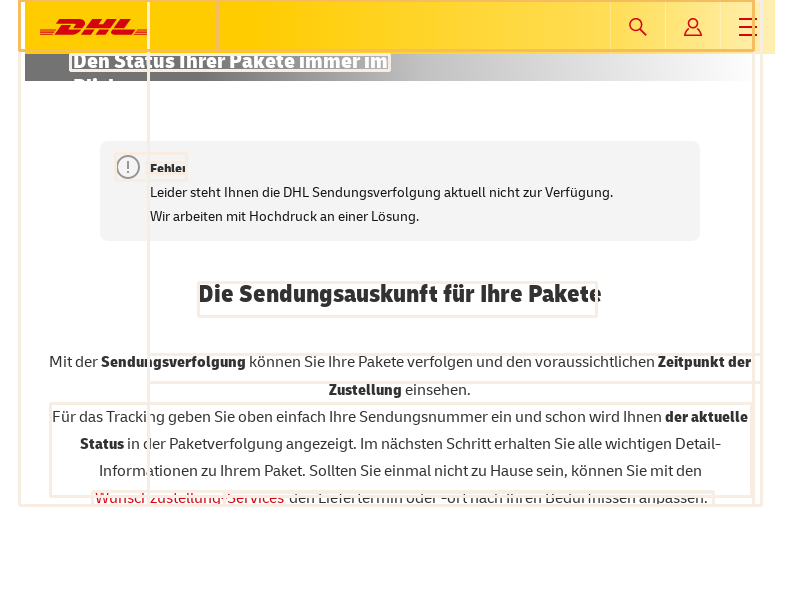 DHL
Den Status Ihrer Pakete immer im
Blick
Fehler
Leider steht Ihnen die DHL Sendungsverfolgung aktuell nicht zur Verfügung.
Wir arbeiten mit Hochdruck an einer Lösung.
Die Sendungsauskunft für Ihre Pakete
Mit der Sendungsverfolgung können Sie Ihre Pakete verfolgen und den voraussichtlichen Zeitpunkt der
Zustellung einsehen.
Für das Tracking geben Sie oben einfach Ihre Sendungsnummer ein und schon wird Ihnen der aktuelle
Status in der Paketverfolgung angezeigt. Im nächsten Schritt erhalten Sie alle wichtigen Detail-
Informationen zu Ihrem Paket. Sollten Sie einmal nicht zu Hause sein, können Sie mit den
Wunschzustellung-Services den Liefertermin oder -ort nach Ihren Bedürfnissen anpassen.